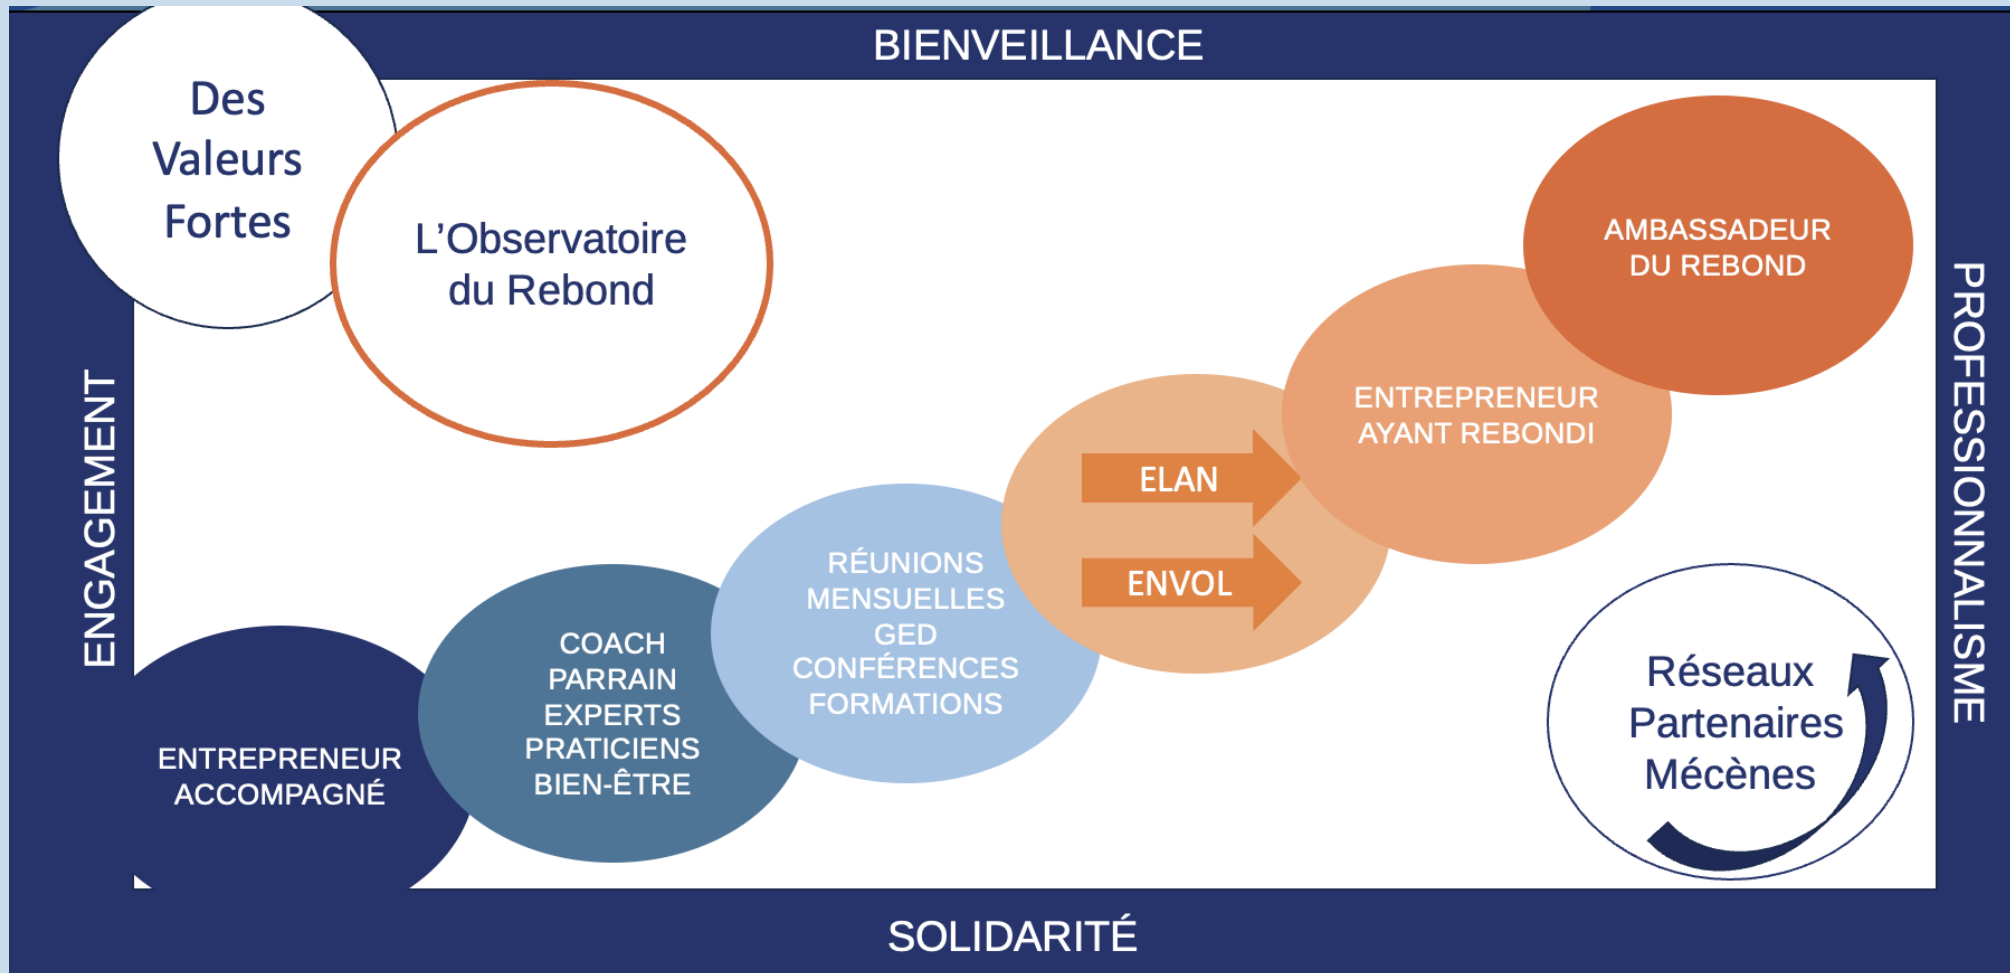 BIENVEILLANCE
Des
Valeurs
Fortes
L’Observatoire
du Rebond
AMBASSADEUR
DU REBOND
ENTREPRENEUR
AYANT REBONDI
ELAN
ENVOL
RÉUNIONS
MENSUELLES
GED
CONFÉRENCES
FORMATIONS
COACH
PARRAIN
EXPERTS
PRATICIENS
BIEN-ÊTRE
ENTREPRENEUR
ACCOMPAGNÉ
Réseaux
Partenaires
Mécènes
ENGAGEMENT
PROFESSIONNALISME
SOLIDARITÉ